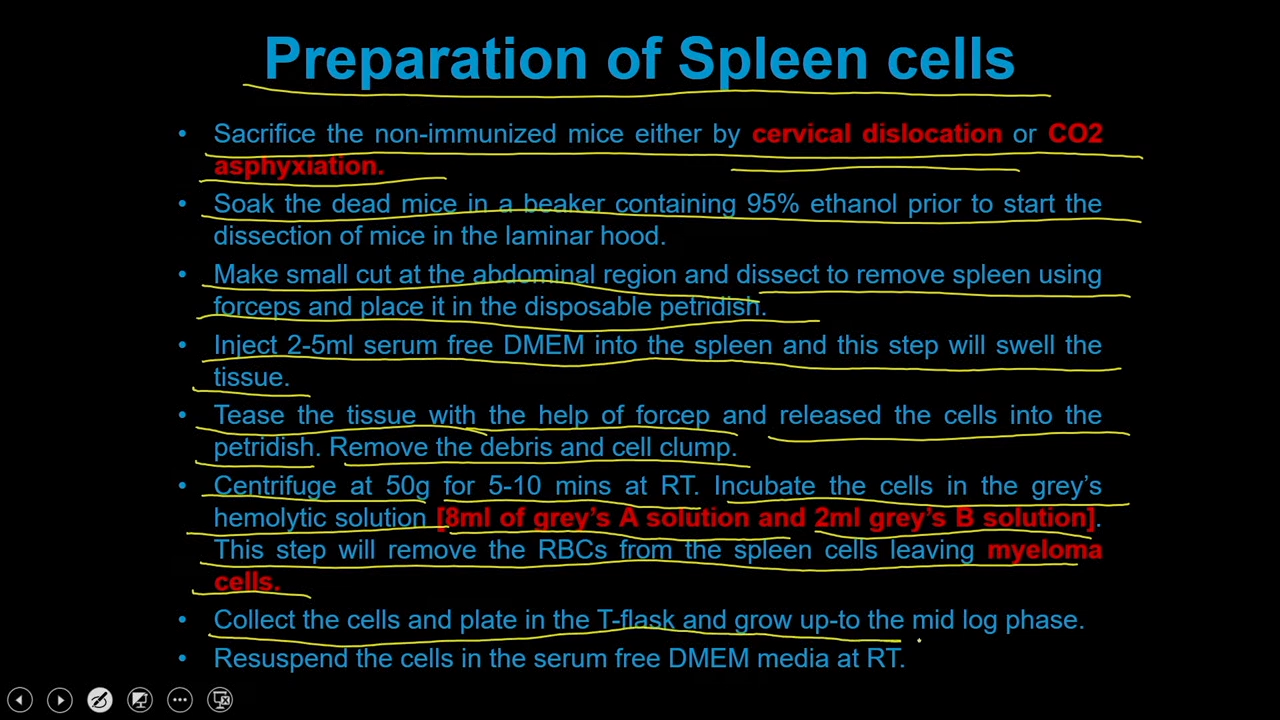 Preparation of Spleen cells
• Sacrifice the non-immunized mice either by cervical dislocation or CO2
asphyxiation.
• Soak the dead mice in a beaker containing 95% ethanol prior to start the
dissection of mice in the laminar hood.
• Make small cut at the abdominal region and dissect to remove spleen using
forceps and place it in the disposable petridish.
• Inject 2-5ml serum free DMEM into the spleen and this step will swell the
tissue.
• Tease the tissue with the help of forcep and released the cells into the
petridish. Remove the debris and cell clump.
• Centrifuge at 50g for 5-10 mins at RT. Incubate the cells in the grey's
hemolytic solution [8ml of grey's A solution and 2ml grey's B solution].
This step will remove the RBCs from the spleen cells leaving myeloma
cells.
• Collect the cells and plate in the T-flask and grow up-to the mid log phase.
• Resuspend the cells in the serum free DMEM media at RT.